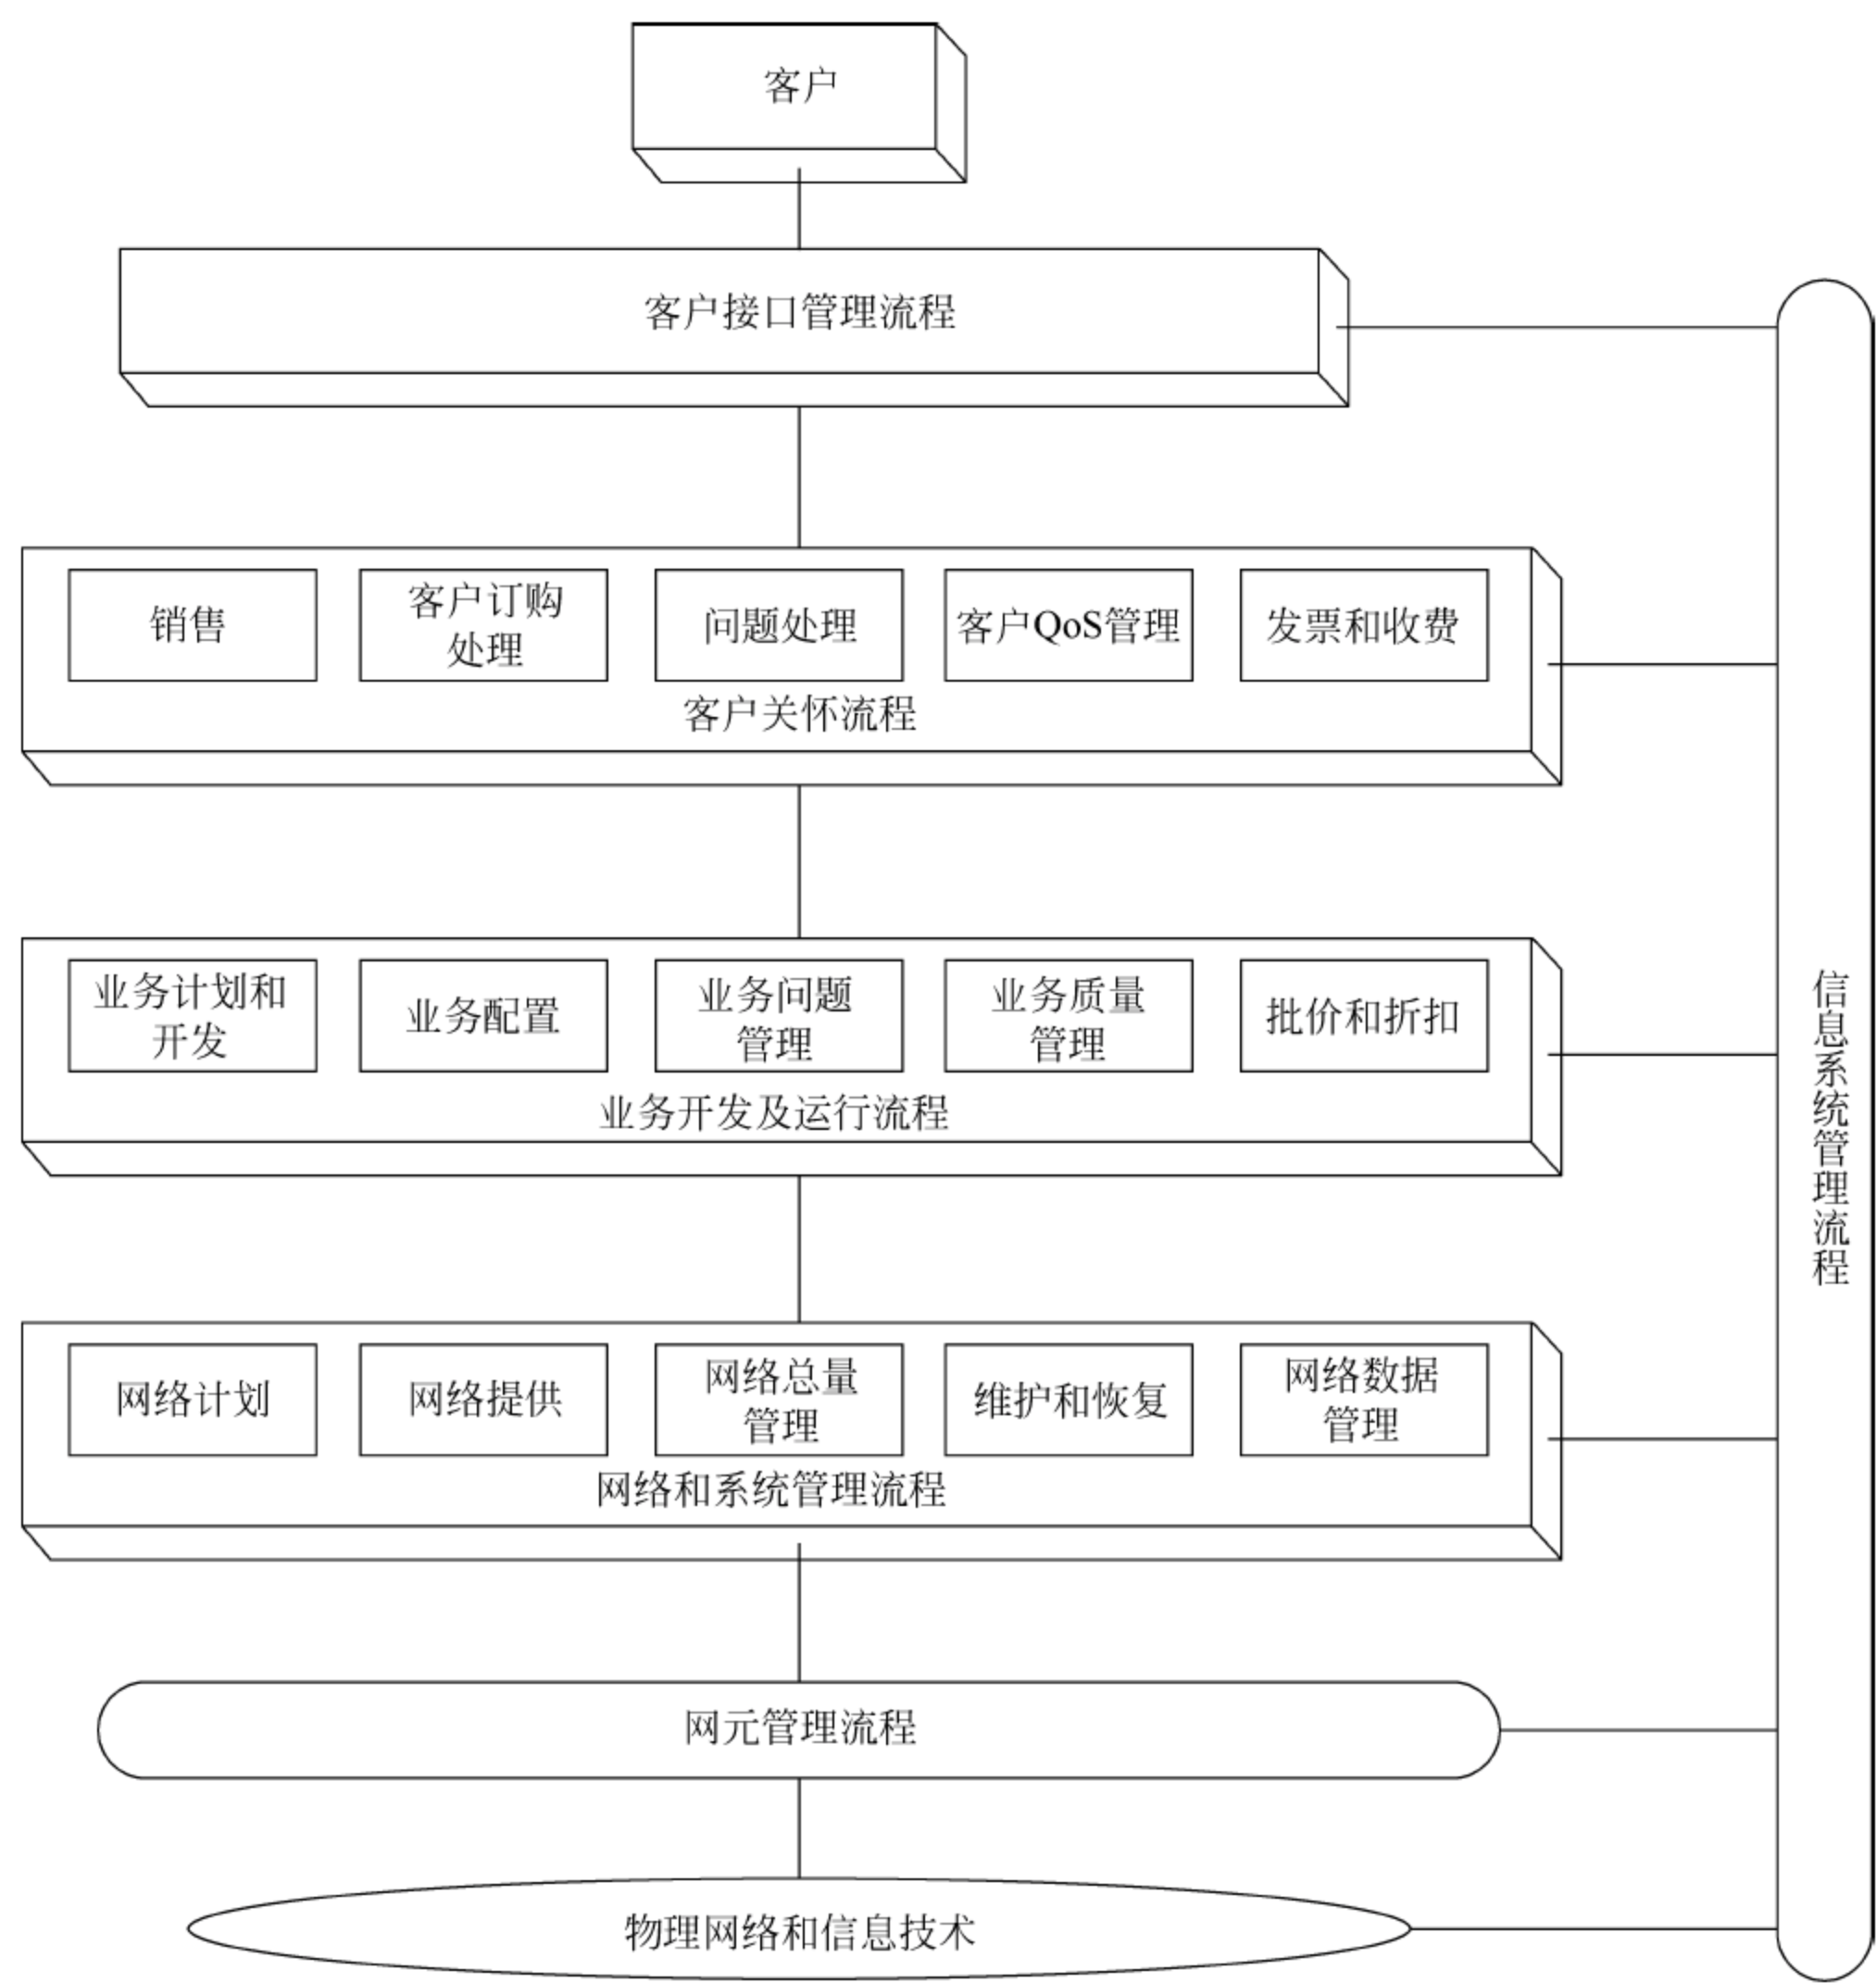 客户
客户接口管理流程
销售
客户订购
处理
问题处理
客户QoS管理
发票和收费
客户关怀流程
业务计划和
开发
业务配置
业务问题
管理
业务质量
管理
批价和折扣
业务开发及运行流程
网络计划
网络提供
网络总量
管理
维护和恢复
网络数据
管理
网络和系统管理流程
网元管理流程
物理网络和信息技术
信息系统管理流程